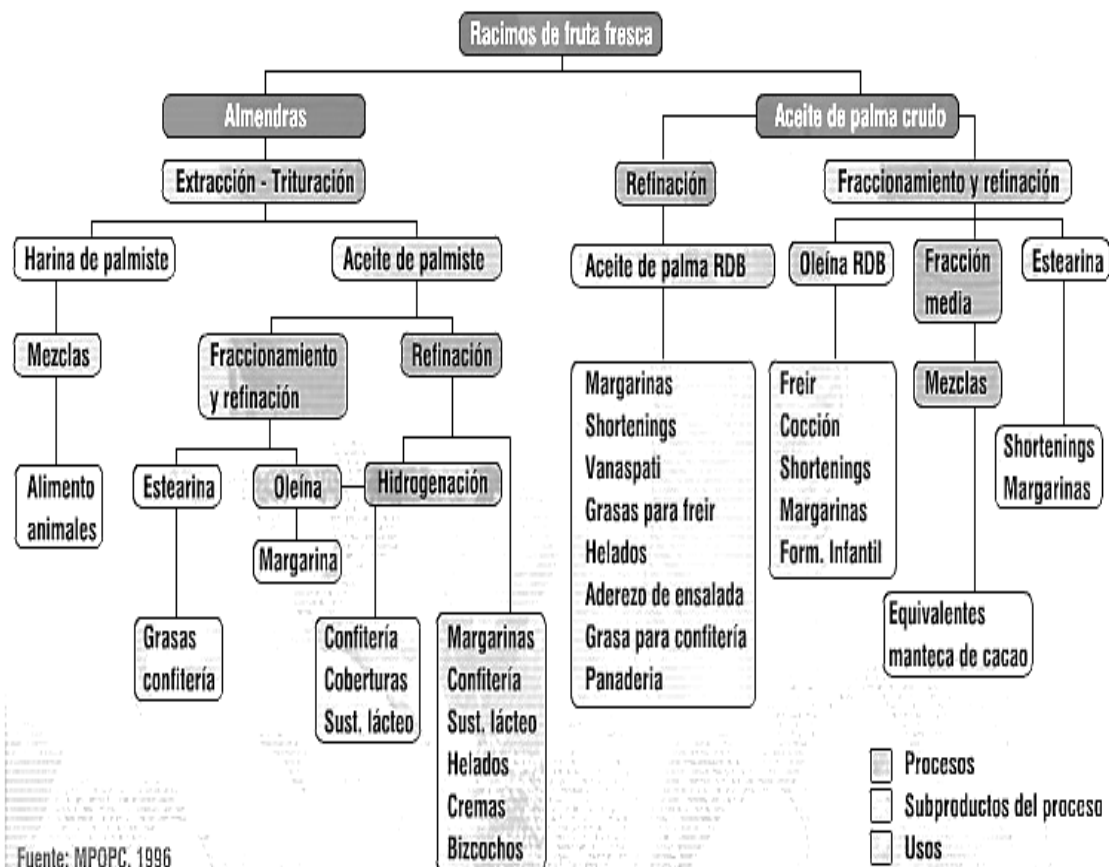 Racimos de fruta fresca
Almendras
Aceite de palma crudo
Extracción - Trituración
Refinación
Fraccionamiento y refinación
Harina de palmiste
Aceite de palmiste
Aceite de palma RDB
Oleína RDB
Fracción
media
Estearina
Mezclas
Fraccionamiento
y refinación
Refinación
Margarinas
Shortenings
Vanaspati
Grasas para freir
Helados
Aderezo de ensalada
Grasa para confitería
Panaderia
Freir
Cocción
Shortenings
Margarinas
Form. Infantil
Mezclas
Shortenings
Margarinas
Alimento
animales
Estearina
Oleína
Hidrogenación
Margarina
Equivalentes
manteca de cacao
Grasas
confitería
Confitería
Coberturas
Sust. lácteo
Margarinas
Confitería
Sust. lácteo
Helados
Cremas
Bizcochos
Procesos
Subproductos del proceso
Usos
Fuente: MPOPC, 1996